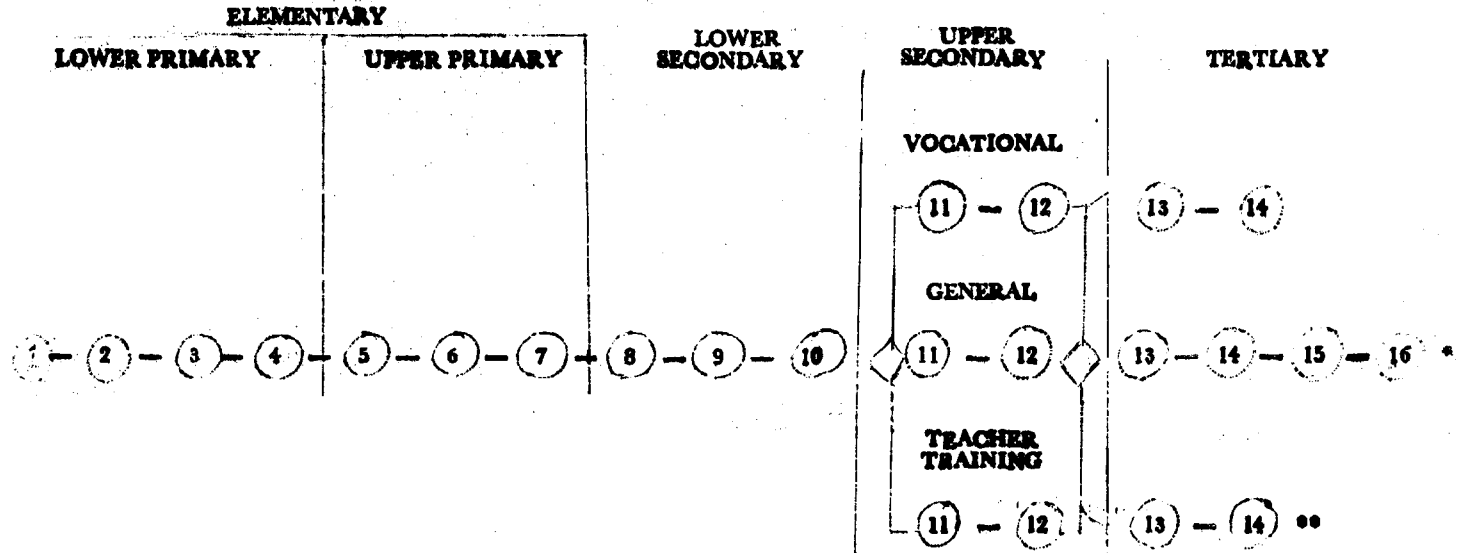 ELEMENTARY
LOWER PRIMARY UPPER PRIMARY LOWER SECONDARY UPPER SECONDARY TERTIARY
VOCATIONAL
11 — 12 13 — 14
GENERAL
1 — 2 — 3 — 4 — 5 — 6 — 7 — 8 — 9 — 10 11 — 12 13 — 14 — 15 — 16 *
TEACHER
TRAINING
11 — 12 13 — 14 **